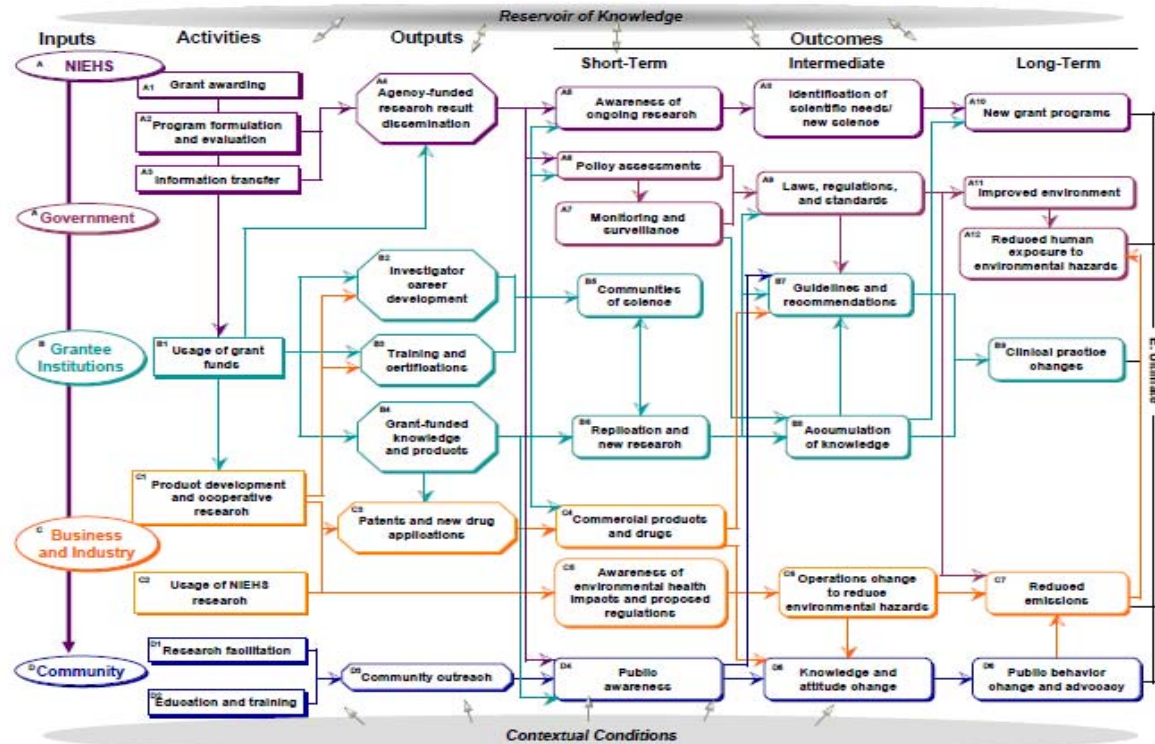 Reservoir of Knowledge
Inputs
Activities
Outputs
Outcomes
Short-Term
Intermediate
Long-Term
A NIEHS
A1 Grant awarding
A2 Program formulation
and evaluation
A3 Information transfer
A4 Agency-funded
research result
dissemination
A5 Awareness of
ongoing research
A8 Identification of
scientific needs/
new science
A10 New grant programs
A Government
A6 Policy assessments
A7 Monitoring and
surveillance
A9 Laws, regulations,
and standards
A11 Improved environment
A12 Reduced human
exposure to
environmental hazards
B Grantee
Institutions
B1 Usage of grant
funds
B2 Investigator
career
development
B3 Training and
certifications
B4 Grant-funded
knowledge
and products
B5 Communities
of science
B6 Replication and
new research
B7 Guidelines and
recommendations
B8 Accumulation
of knowledge
B9 Clinical practice
changes
E. Ultimate
C Business
and Industry
C1 Product development
and cooperative
research
C2 Usage of NIEHS
research
C3 Patents and new drug
applications
C4 Commercial products
and drugs
C5 Awareness of
environmental health
impacts and proposed
regulations
C6 Operations change
to reduce
environmental hazards
C7 Reduced
emissions
D Community
D1 Research facilitation
D2 Education and training
D3 Community outreach
D4 Public
awareness
D5 Knowledge and
attitude change
D6 Public behavior
change and advocacy
Contextual Conditions